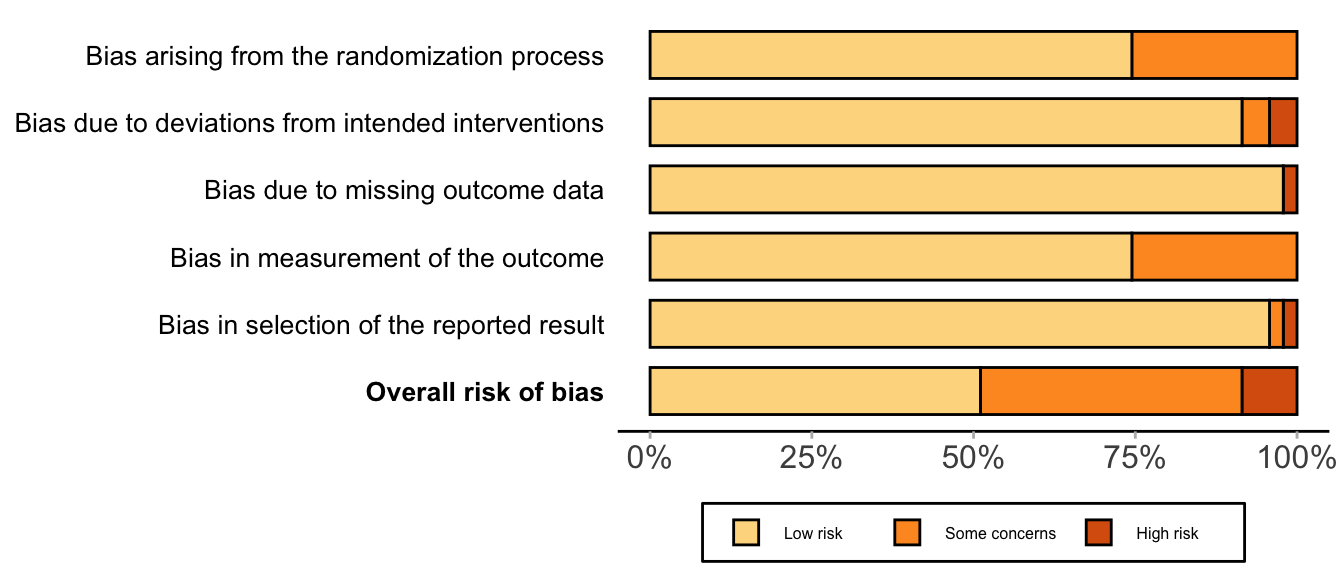 Bias arising from the randomization process
Bias due to deviations from intended interventions
Bias due to missing outcome data
Bias in measurement of the outcome
Bias in selection of the reported result
Overall risk of bias
0% 25% 50% 75% 100%
Low risk Some concerns High risk